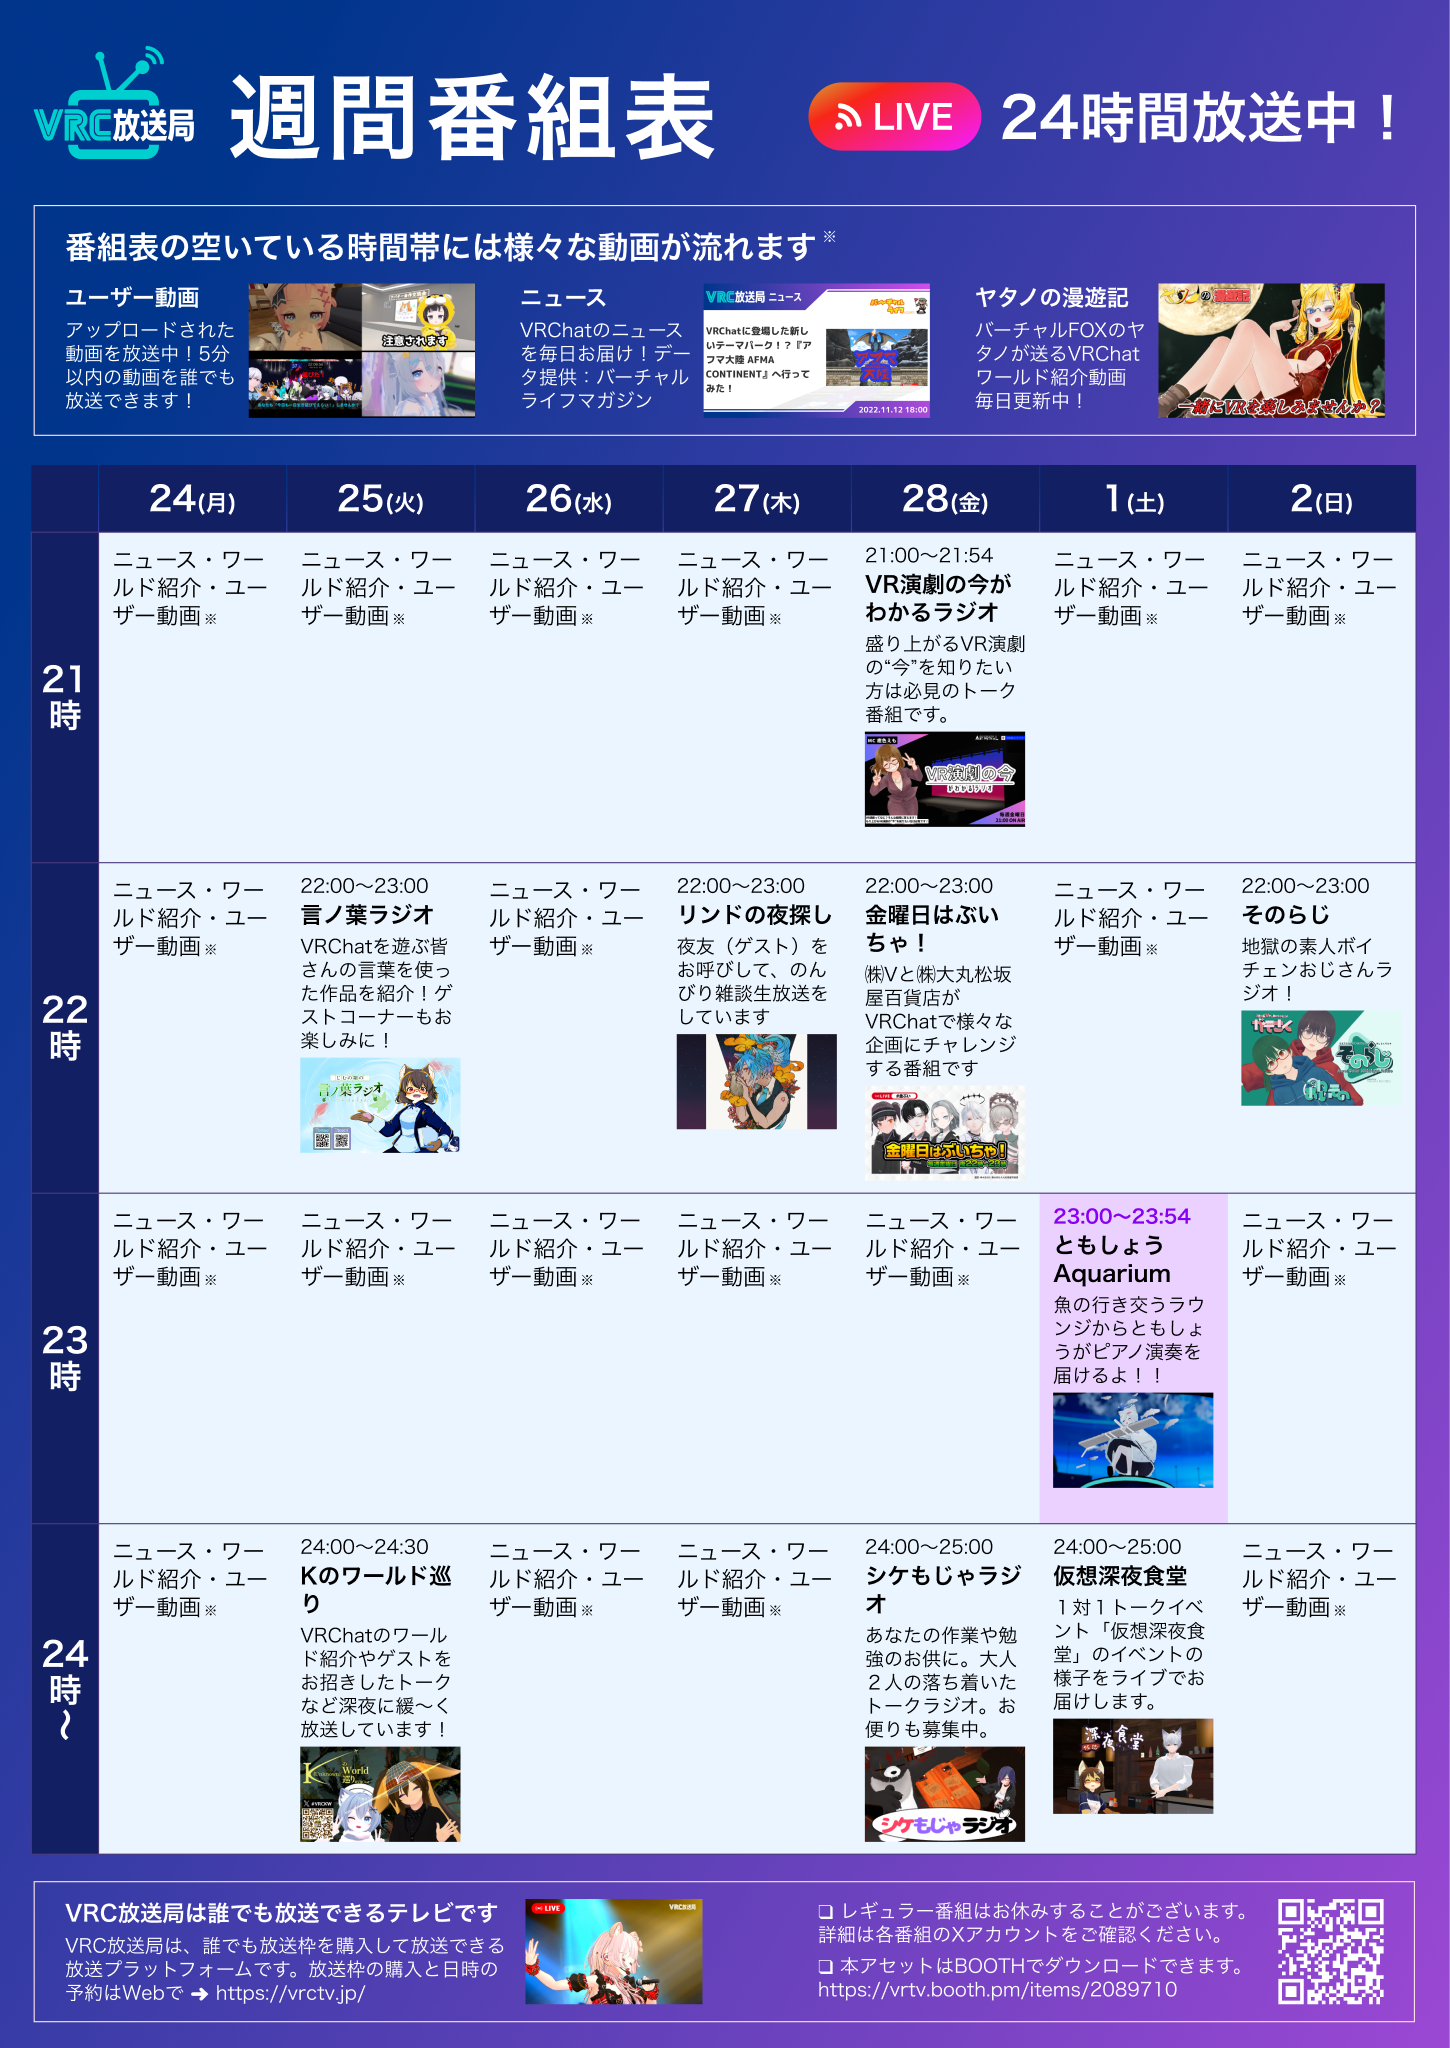 VRC放送局
週間番組表
LIVE
24時間放送中！
番組表の空いている時間帯には様々な動画が流れます※
ユーザー動画
アップロードされた
動画を放送中！5分
以内の動画を誰でも
放送できます！
注意されます
ニュース
VRChatのニュース
を毎日お届け！デー
タ提供：バーチャル
ライフマガジン
VRC放送局 ニュース
VRChatに登場した新し
いテーマパーク！？『ア
フマ大陸 AFMA
CONTINENT』へ行って
みた！
2022.11.12 18:00
ヤタノの漫遊記
バーチャルFOXのヤ
タノが送るVRChat
ワールド紹介動画
毎日更新中！
一緒にVRを楽しみませんか？
24(月)
25(火)
26(水)
27(木)
28(金)
1(土)
2(日)
21
時
ニュース・ワー
ルド紹介・ユー
ザー動画※
ニュース・ワー
ルド紹介・ユー
ザー動画※
ニュース・ワー
ルド紹介・ユー
ザー動画※
ニュース・ワー
ルド紹介・ユー
ザー動画※
21:00〜21:54
VR演劇の今が
わかるラジオ
盛り上がるVR演劇
の“今”を知りたい
方は必見のトーク
番組です。
VR演劇の今
がわかるラジオ
毎週金曜日
21:00 ON AIR
ニュース・ワー
ルド紹介・ユー
ザー動画※
ニュース・ワー
ルド紹介・ユー
ザー動画※
22
時
ニュース・ワー
ルド紹介・ユー
ザー動画※
22:00〜23:00
言ノ葉ラジオ
VRChatを遊ぶ皆
さんの言葉を使っ
た作品を紹介！ゲ
ストコーナーもお
楽しみに！
言ノ葉ラジオ
ニュース・ワー
ルド紹介・ユー
ザー動画※
22:00〜23:00
リンドの夜探し
夜友（ゲスト）を
お呼びして、のん
びり雑談生放送を
しています
22:00〜23:00
金曜日はぶい
ちゃ！
㈱Vと㈱大丸松坂
屋百貨店が
VRChatで様々な
企画にチャレンジ
する番組です
LIVE
金曜日はぶいちゃ！
ニュース・ワー
ルド紹介・ユー
ザー動画※
22:00〜23:00
そのらじ
地獄の素人ボイ
チェンおじさんラ
ジオ！
そのらじ
23
時
ニュース・ワー
ルド紹介・ユー
ザー動画※
ニュース・ワー
ルド紹介・ユー
ザー動画※
ニュース・ワー
ルド紹介・ユー
ザー動画※
ニュース・ワー
ルド紹介・ユー
ザー動画※
ニュース・ワー
ルド紹介・ユー
ザー動画※
23:00〜23:54
ともしょう
Aquarium
魚の行き交うラウ
ンジからともしょ
うがピアノ演奏を
届けるよ！！
ニュース・ワー
ルド紹介・ユー
ザー動画※
24
時
〜
ニュース・ワー
ルド紹介・ユー
ザー動画※
24:00〜24:30
Kのワールド巡
り
VRChatのワール
ド紹介やゲストを
お招きしたトーク
など深夜に緩〜く
放送しています！
World
巡り
#VRCKW
ニュース・ワー
ルド紹介・ユー
ザー動画※
ニュース・ワー
ルド紹介・ユー
ザー動画※
24:00〜25:00
シケもじゃラジ
オ
あなたの作業や勉
強のお供に。大人
２人の落ち着いた
トークラジオ。お
便りも募集中。
シケもじゃラジオ
24:00〜25:00
仮想深夜食堂
１対１トークイベ
ント「仮想深夜食
堂」のイベントの
様子をライブでお
届けします。
深夜食堂
ニュース・ワー
ルド紹介・ユー
ザー動画※
VRC放送局は誰でも放送できるテレビです
VRC放送局は、誰でも放送枠を購入して放送できる
放送プラットフォームです。放送枠の購入と日時の
予約はWebで ➜ https://vrctv.jp/
LIVE
VRC放送局
❏ レギュラー番組はお休みすることがございます。
詳細は各番組のXアカウントをご確認ください。
❏ 本アセットはBOOTHでダウンロードできます。
https://vrtv.booth.pm/items/2089710